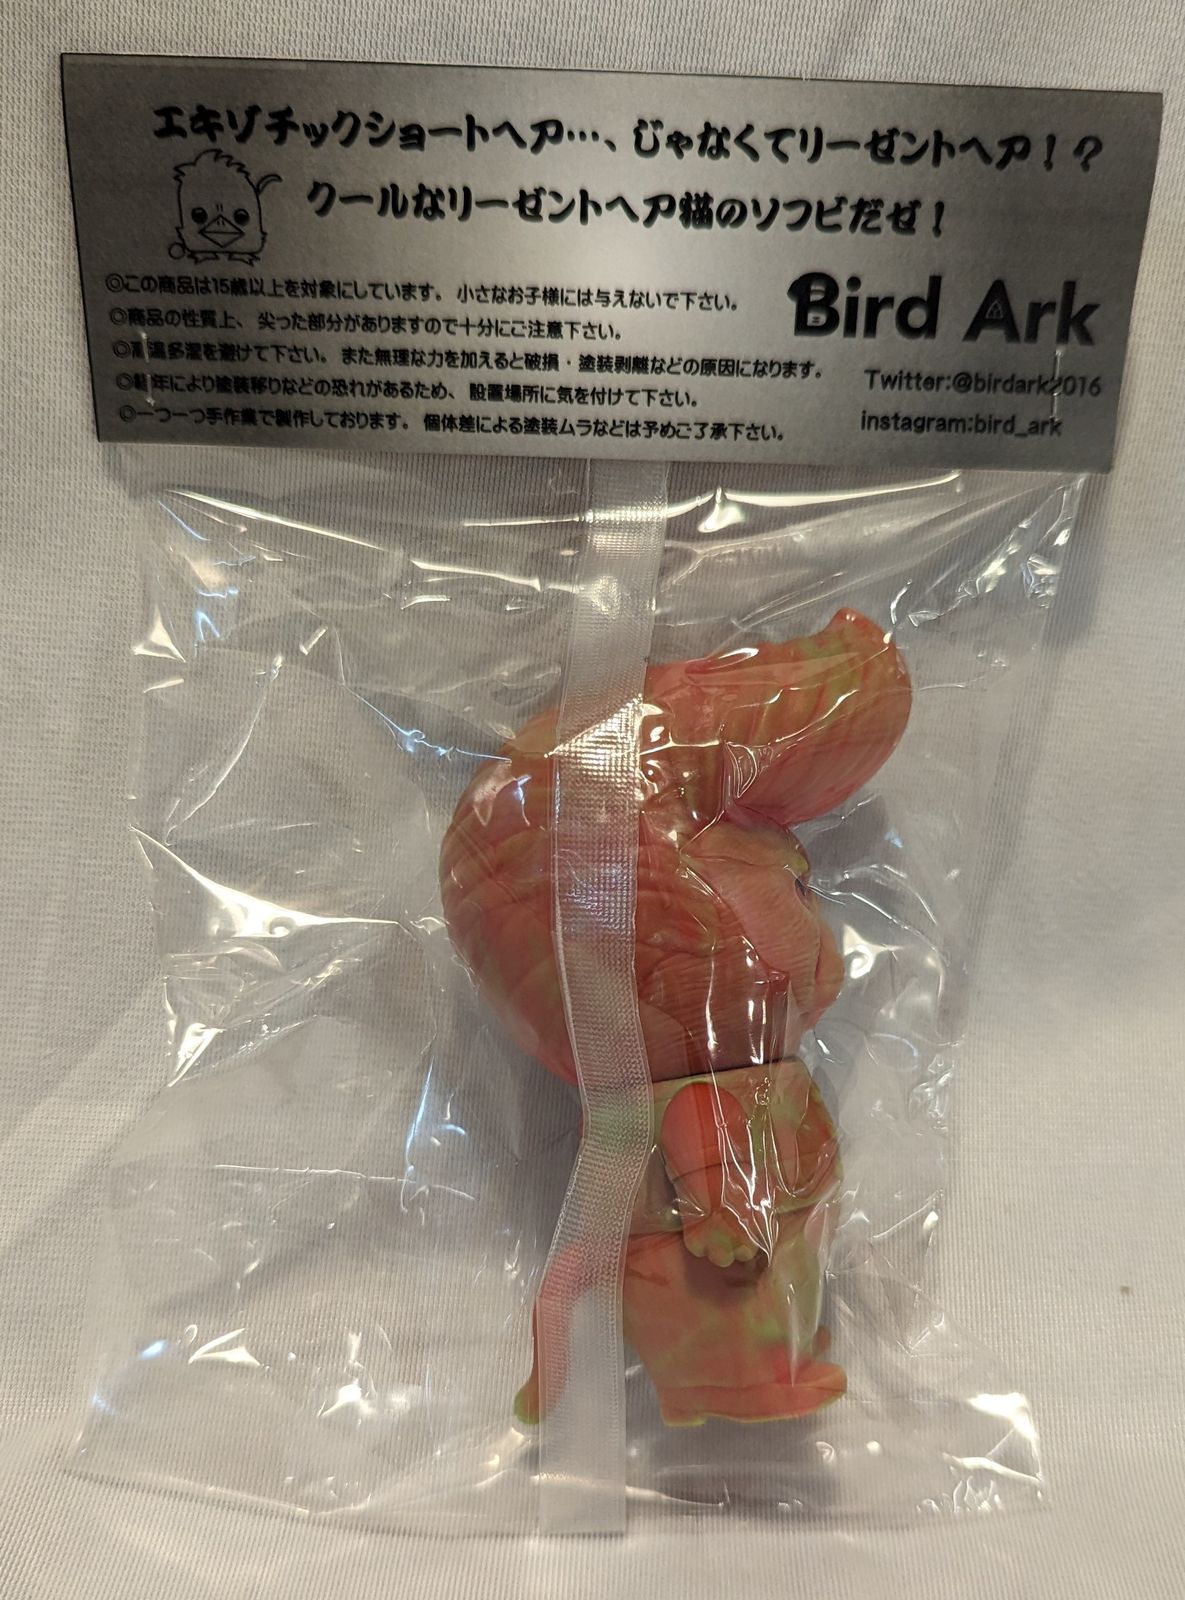 エキゾチックショートヘア…、じゃなくてリーゼントヘア！？
クールなリーゼントヘア猫のソフビだぜ！
◎この商品は15歳以上を対象にしています。小さなお子様には与えないで下さい。
◎商品の性質上、尖った部分がありますので十分にご注意下さい。
◎高温多湿を避けて下さい。また無理な力を加えると破損・塗装剥離などの原因になります。
◎経年により塗装移りなどの恐れがあるため、設置場所に気を付けて下さい。
◎一つ一つ手作業で製作しております。個体差による塗装ムラなどは予めご了承下さい。
Bird Ark
Twitter:@birdark2016
instagram:bird_ark